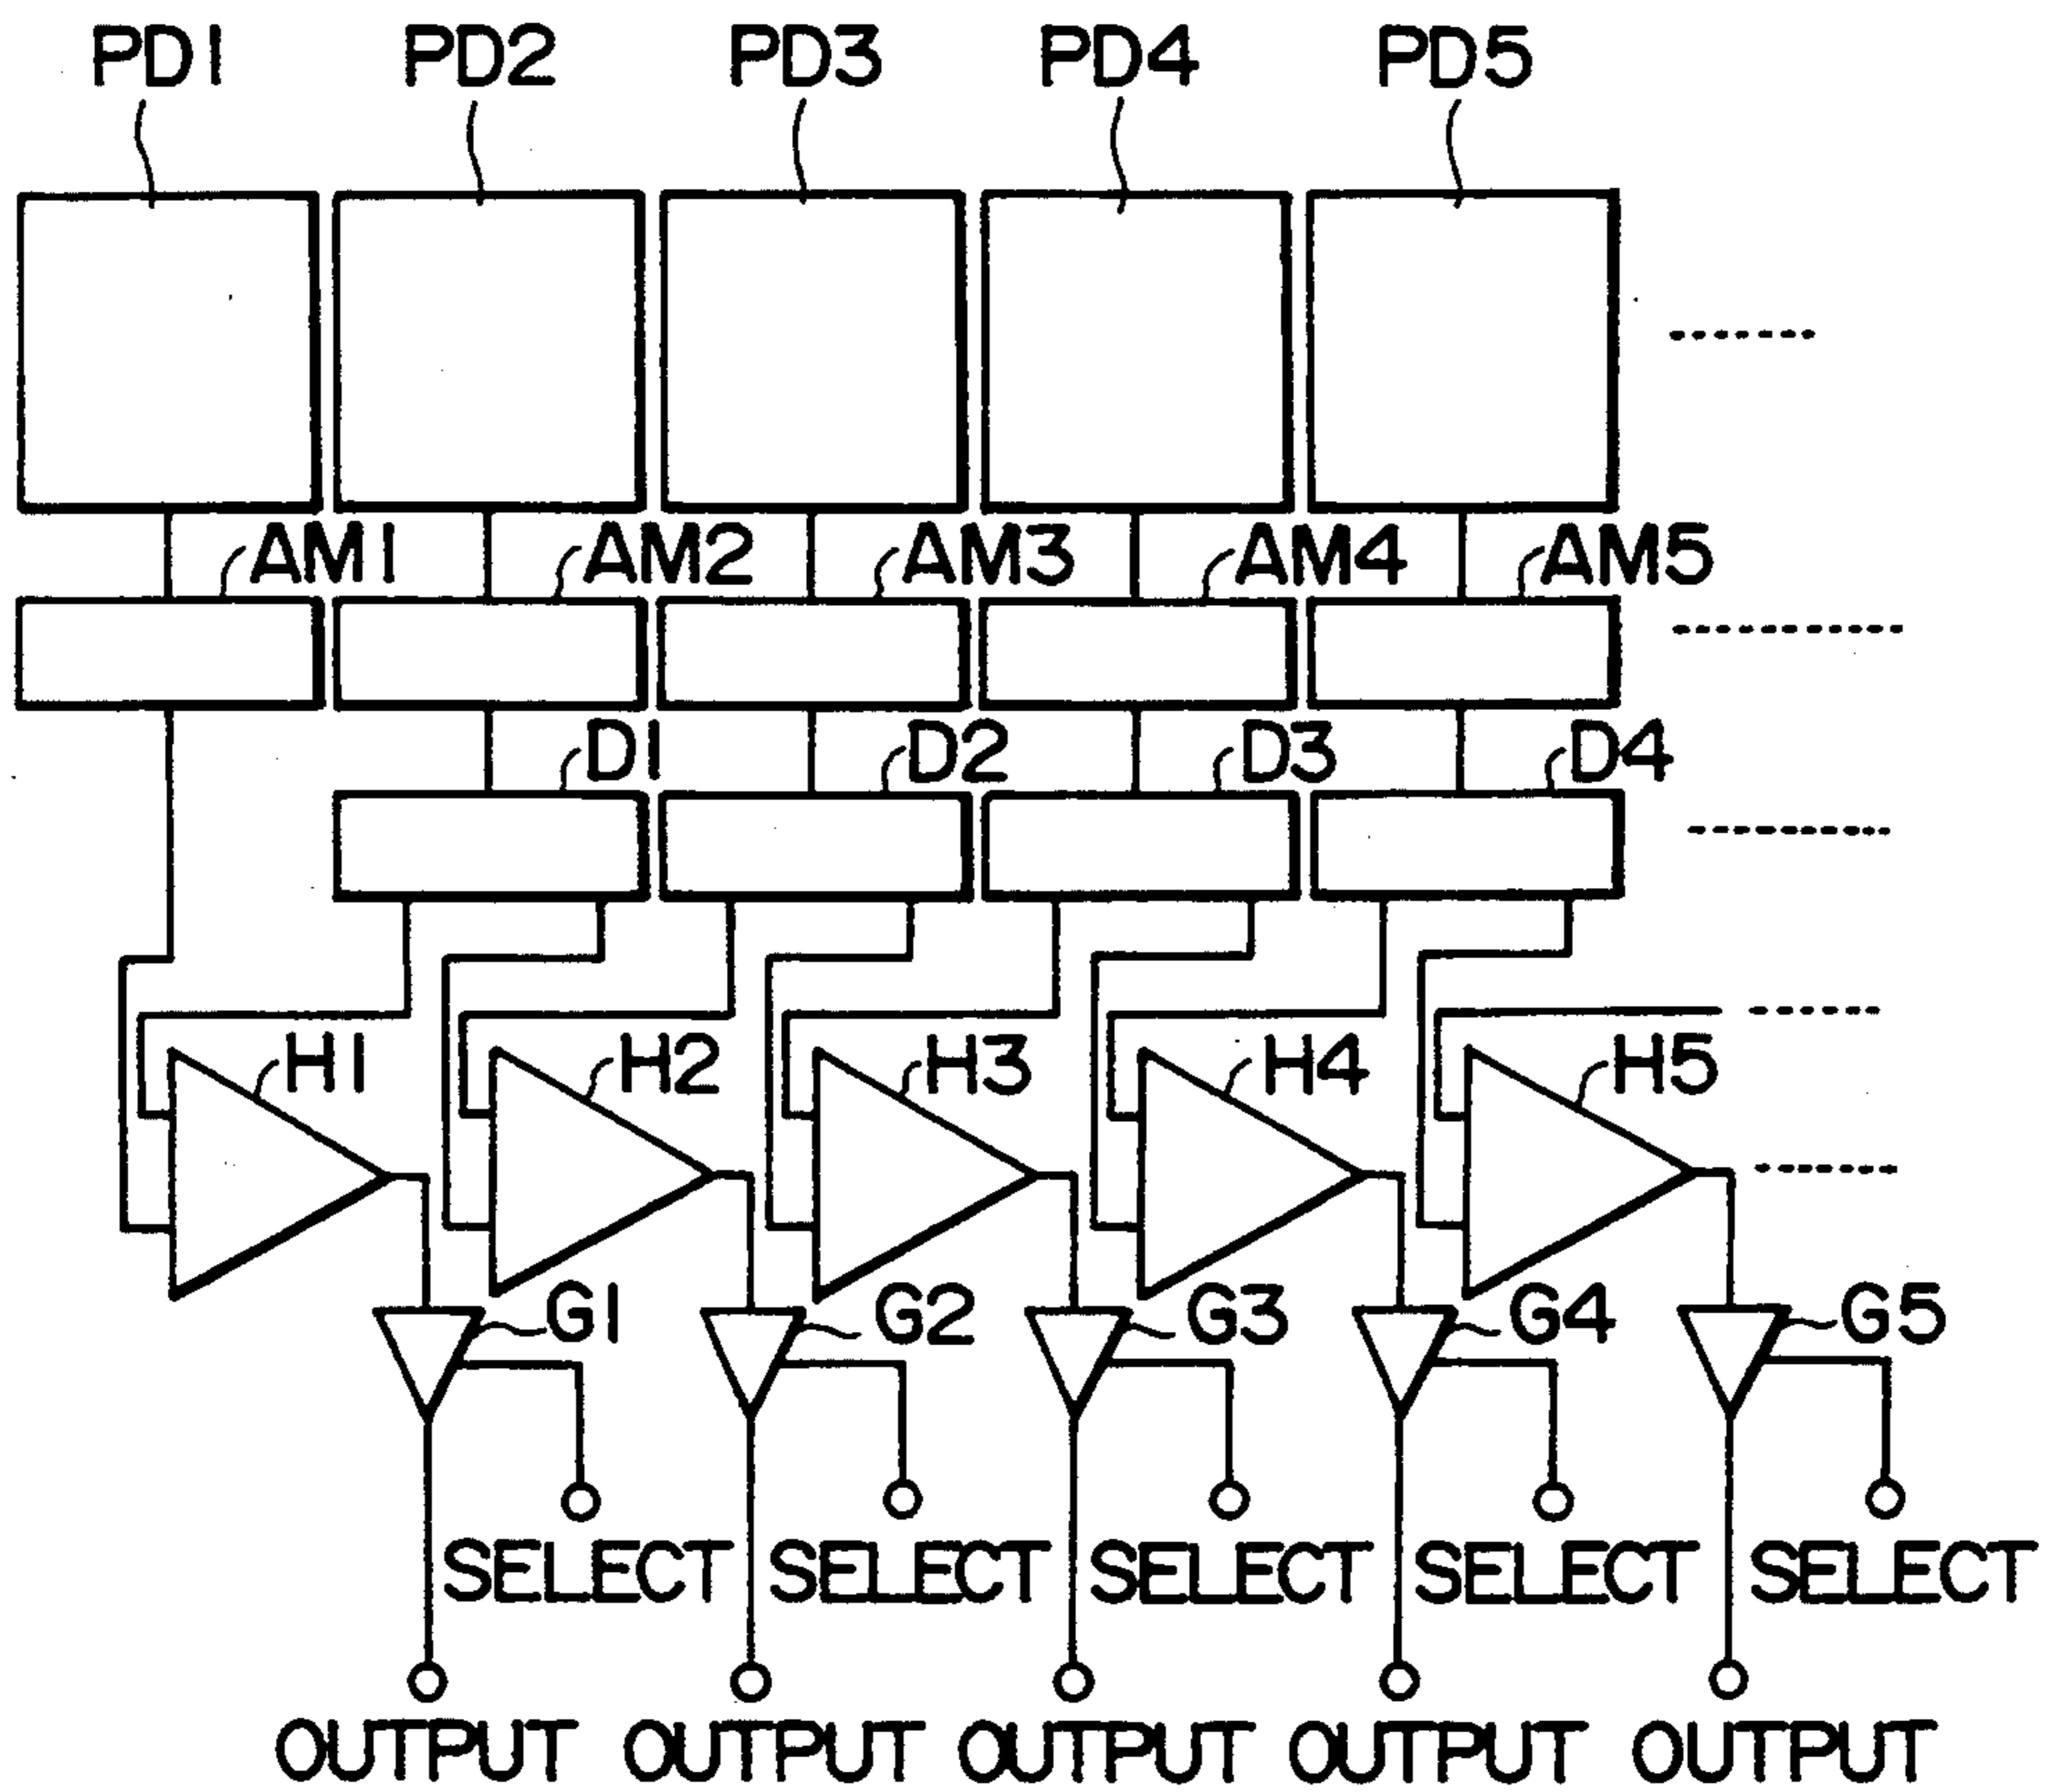 PD1 PD2 PD3 PD4 PD5
AM1 AM2 AM3 AM4 AM5
D1 D2 D3 D4
H1 H2 H3 H4 H5
G1 G2 G3 G4 G5
SELECT SELECT SELECT SELECT SELECT
OUTPUT OUTPUT OUTPUT OUTPUT OUTPUT